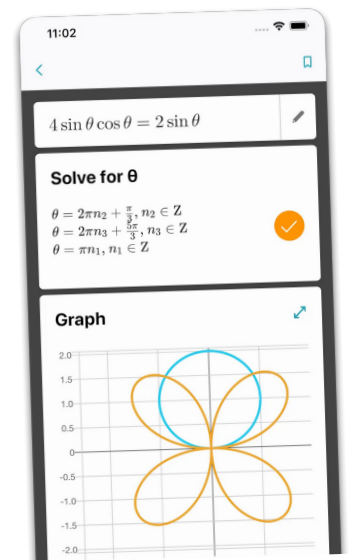 11:02
4 sin θ cos θ = 2 sin θ
Solve for θ
θ = 2πn₂ + π/3, n₂ ∈ Z
θ = 2πn₃ + 5π/3, n₃ ∈ Z
θ = πn₁, n₁ ∈ Z
Graph
2.0
1.5
1.0
0.5
0
-0.5
-1.0
-1.5
-2.0